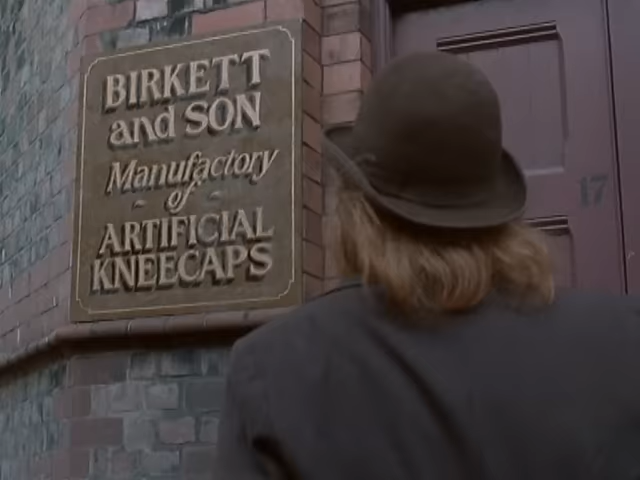 BIRKETT
and SON
Manufactory
of
ARTIFICIAL
KNEECAPS
17